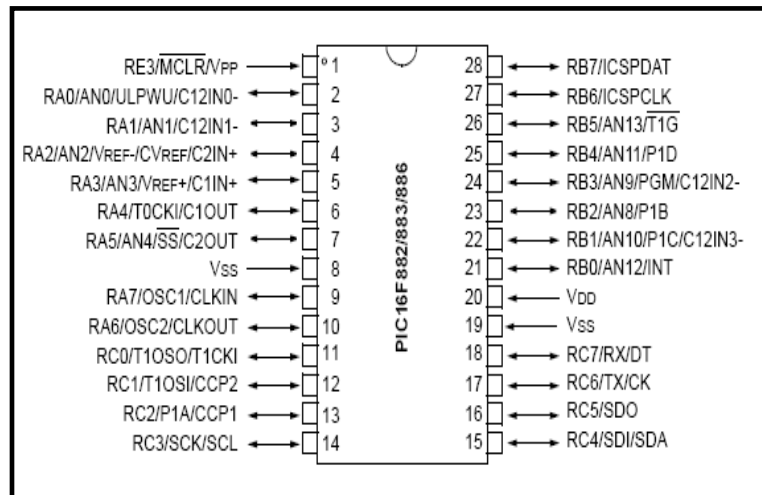 RE3/MCLR/VPP
RA0/AN0/ULPWU/C12IN0-
RA1/AN1/C12IN1-
RA2/AN2/VREF-/CVREF/C2IN+
RA3/AN3/VREF+/C1IN+
RA4/T0CKI/C1OUT
RA5/AN4/SS/C2OUT
VSS
RA7/OSC1/CLKIN
RA6/OSC2/CLKOUT
RC0/T1OSO/T1CKI
RC1/T1OSI/CCP2
RC2/P1A/CCP1
RC3/SCK/SCL
1
2
3
4
5
6
7
8
9
10
11
12
13
14
PIC16F882/883/886
28
27
26
25
24
23
22
21
20
19
18
17
16
15
RB7/ICSPDAT
RB6/ICSPCLK
RB5/AN13/T1G
RB4/AN11/P1D
RB3/AN9/PGM/C12IN2-
RB2/AN8/P1B
RB1/AN10/P1C/C12IN3-
RB0/AN12/INT
VDD
VSS
RC7/RX/DT
RC6/TX/CK
RC5/SDO
RC4/SDI/SDA